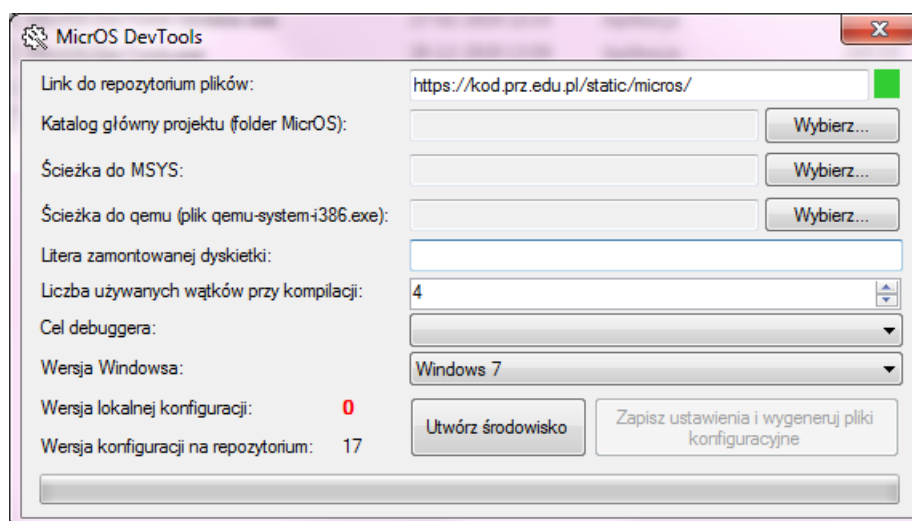 MicrOS DevTools
Link do repozytorium plików: https://kod.prz.edu.pl/static/micros/
Katalog główny projektu (folder MicrOS): Wybierz...
Ścieżka do MSYS: Wybierz...
Ścieżka do qemu (plik qemu-system-i386.exe): Wybierz...
Litera zamontowanej dyskietki:
Liczba używanych wątków przy kompilacji: 4
Cel debuggera:
Wersja Windowsa: Windows 7
Wersja lokalnej konfiguracji: 0
Wersja konfiguracji na repozytorium: 17
Utwórz środowisko
Zapisz ustawienia i wygeneruj pliki
konfiguracyjne